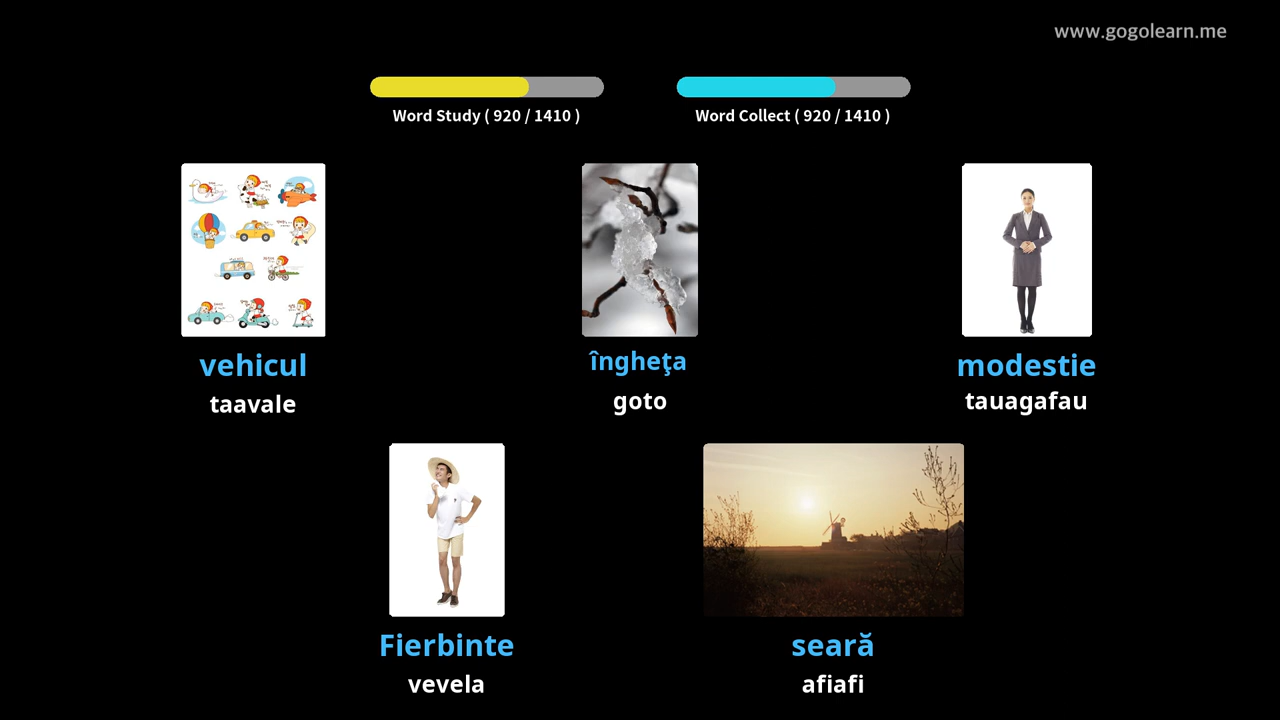 www.gogolearn.me
Word Study ( 920 / 1410 )
Word Collect ( 920 / 1410 )
vehicul
taavale
îngheţa
goto
modestie
tauagafau
Fierbinte
vevela
seară
afiafi